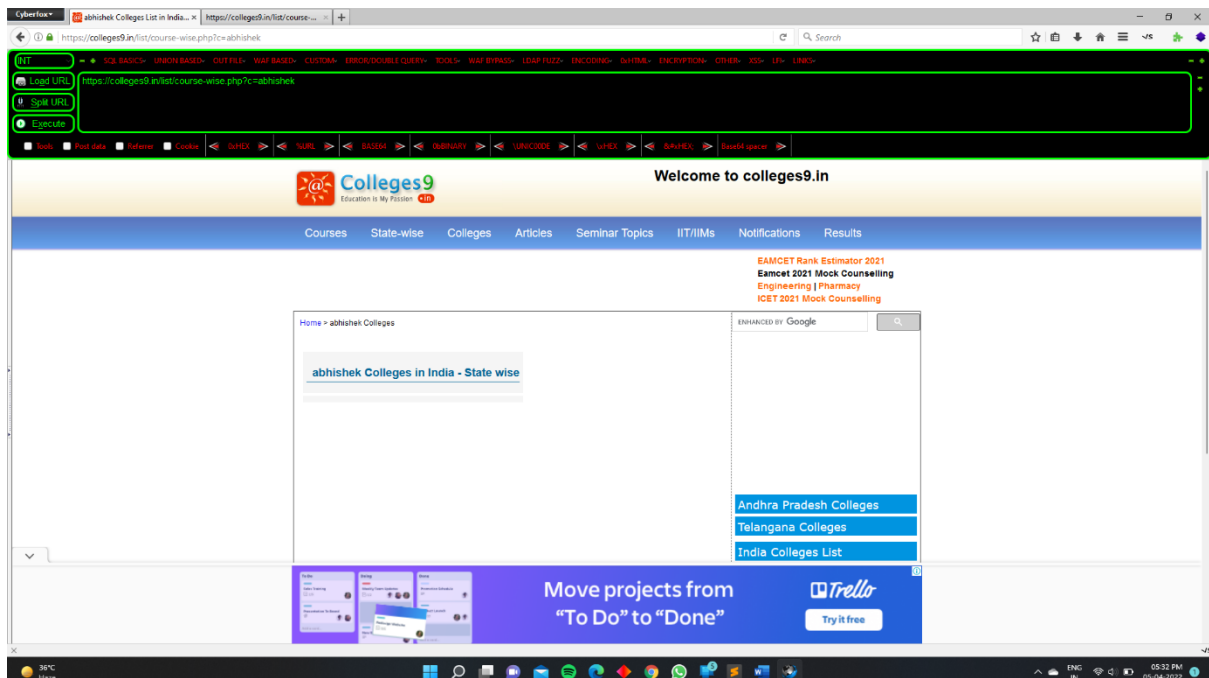 Cyberfox
abhishek Colleges List in India... ×
https://colleges9.in/list/course-... ×
https://colleges9.in/list/course-wise.php?c=abhishek
Search
INT
SQL BASICS- UNION BASED- OUT FILE- WAF BASED- CUSTOM- ERROR/DOUBLE QUERY- TOOLS- WAF BYPASS- LDAP FUZZ- ENCODING- 0xHTML- ENCRYPTION- OTHER- XSS- LFI- LINKS-
Load URL
https://colleges9.in/list/course-wise.php?c=abhishek
Split URL
Execute
Tools Post data Referrer Cookie 0xHEX %URL BASE64 0bBINARY \UNICODE \xHEX &#xHEX; Base64 spacer
Colleges9
Education is My Passion .in
Welcome to colleges9.in
Courses State-wise Colleges Articles Seminar Topics IIT/IIMs Notifications Results
EAMCET Rank Estimator 2021
Eamcet 2021 Mock Counselling
Engineering | Pharmacy
ICET 2021 Mock Counselling
Home > abhishek Colleges
ENHANCED BY Google
abhishek Colleges in India - State wise
Andhra Pradesh Colleges
Telangana Colleges
India Colleges List
Move projects from
"To Do" to "Done"
Trello
Try it free
36°C
Haze
ENG
IN
05:32 PM
05-04-2022